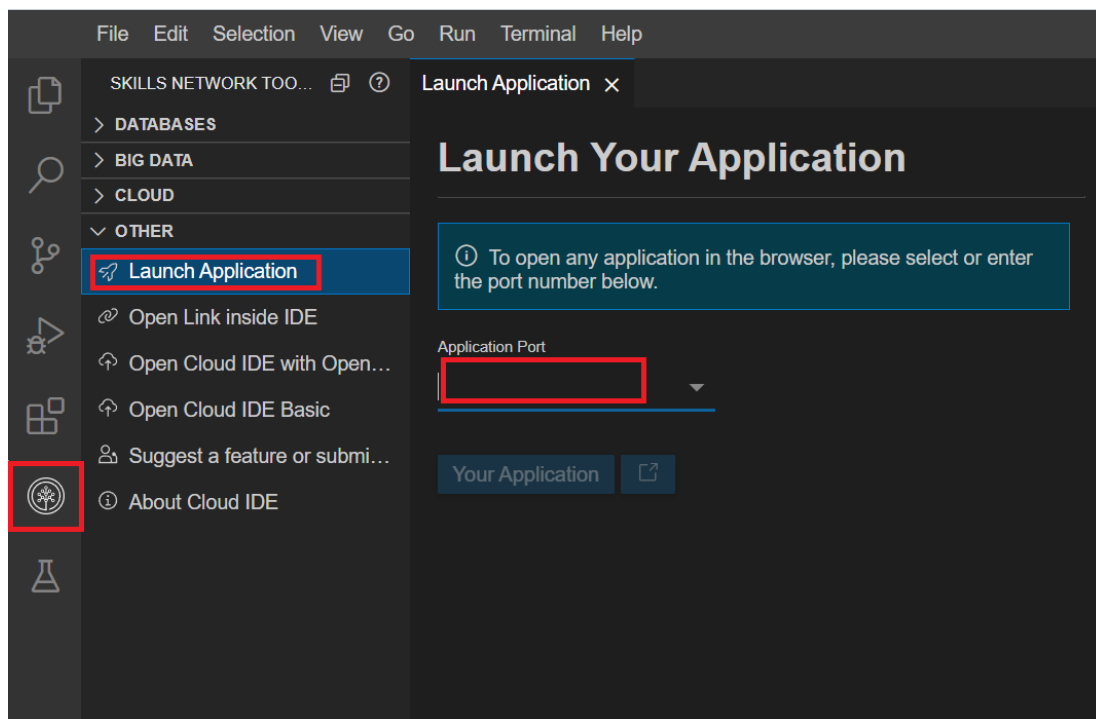 File Edit Selection View Go Run Terminal Help
SKILLS NETWORK TOO...
Launch Application
DATABASES
BIG DATA
CLOUD
OTHER
Launch Application
Open Link inside IDE
Open Cloud IDE with Open...
Open Cloud IDE Basic
Suggest a feature or submi...
About Cloud IDE
Launch Your Application
To open any application in the browser, please select or enter
the port number below.
Application Port
Your Application